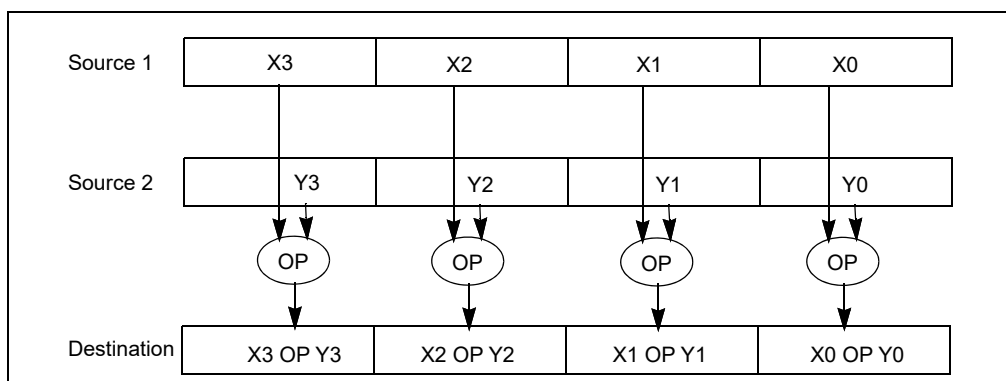 Source 1 X3 X2 X1 X0
Source 2 Y3 Y2 Y1 Y0
OP OP OP OP
Destination X3 OP Y3 X2 OP Y2 X1 OP Y1 X0 OP Y0